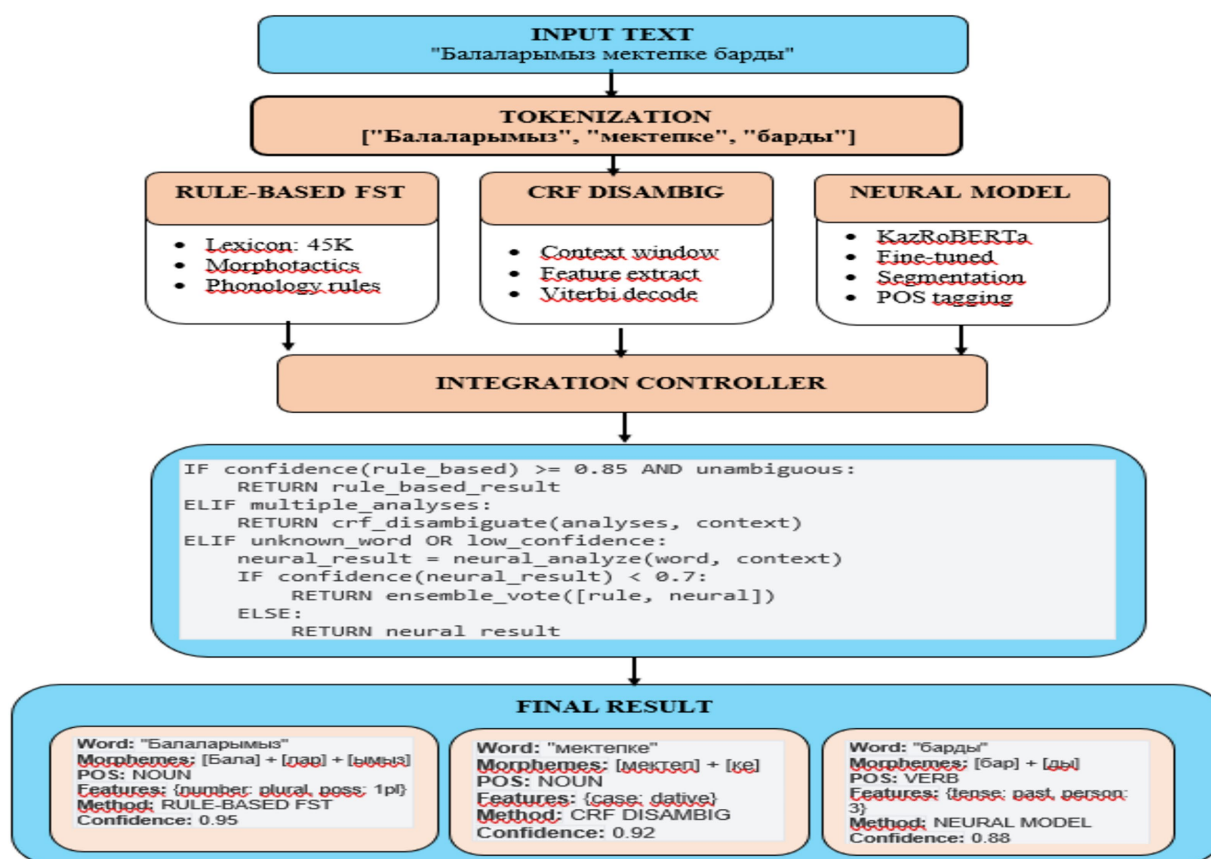 INPUT TEXT
"Балаларымыз мектепке барды"
TOKENIZATION
["Балаларымыз", "мектепке", "барды"]
RULE-BASED FST
• Lexicon: 45K
• Morphotactics
• Phonology rules
CRF DISAMBIG
• Context window
• Feature extract
• Viterbi decode
NEURAL MODEL
• KazRoBERTa
• Fine-tuned
• Segmentation
• POS tagging
INTEGRATION CONTROLLER
IF confidence(rule_based) >= 0.85 AND unambiguous:
RETURN rule_based_result
ELIF multiple_analyses:
RETURN crf_disambiguate(analyses, context)
ELIF unknown_word OR low_confidence:
neural_result = neural_analyze(word, context)
IF confidence(neural_result) < 0.7:
RETURN ensemble_vote([rule, neural])
ELSE:
RETURN neural result
FINAL RESULT
Word: "Балаларымыз"
Morphemes: [Бала] + [лар] + [ымыз]
POS: NOUN
Features: {number: plural, poss: 1pl}
Method: RULE-BASED FST
Confidence: 0.95
Word: "мектепке"
Morphemes: [мектеп] + [ке]
POS: NOUN
Features: {case: dative}
Method: CRF DISAMBIG
Confidence: 0.92
Word: "барды"
Morphemes: [бар] + [ды]
POS: VERB
Features: {tense: past, person:
3}
Method: NEURAL MODEL
Confidence: 0.88